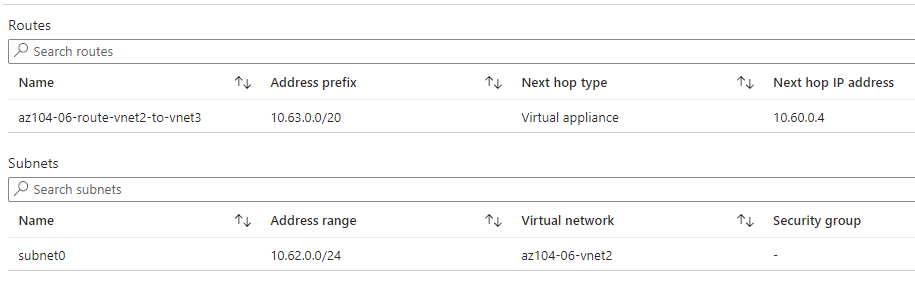 Routes
Search routes
Name Address prefix Next hop type Next hop IP address
az104-06-route-vnet2-to-vnet3 10.63.0.0/20 Virtual appliance 10.60.0.4
Subnets
Search subnets
Name Address range Virtual network Security group
subnet0 10.62.0.0/24 az104-06-vnet2 -